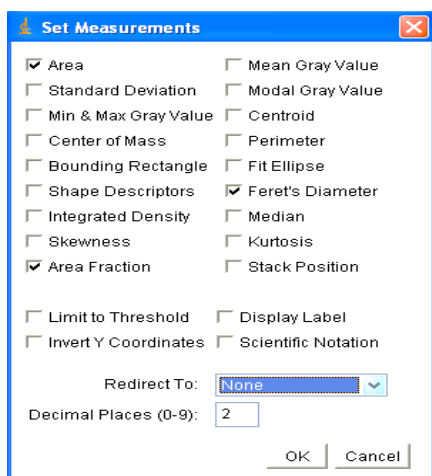 Set Measurements
Area Mean Gray Value
Standard Deviation Modal Gray Value
Min & Max Gray Value Centroid
Center of Mass Perimeter
Bounding Rectangle Fit Ellipse
Shape Descriptors Feret's Diameter
Integrated Density Median
Skewness Kurtosis
Area Fraction Stack Position
Limit to Threshold Display Label
Invert Y Coordinates Scientific Notation
Redirect To: None
Decimal Places (0-9): 2
OK Cancel